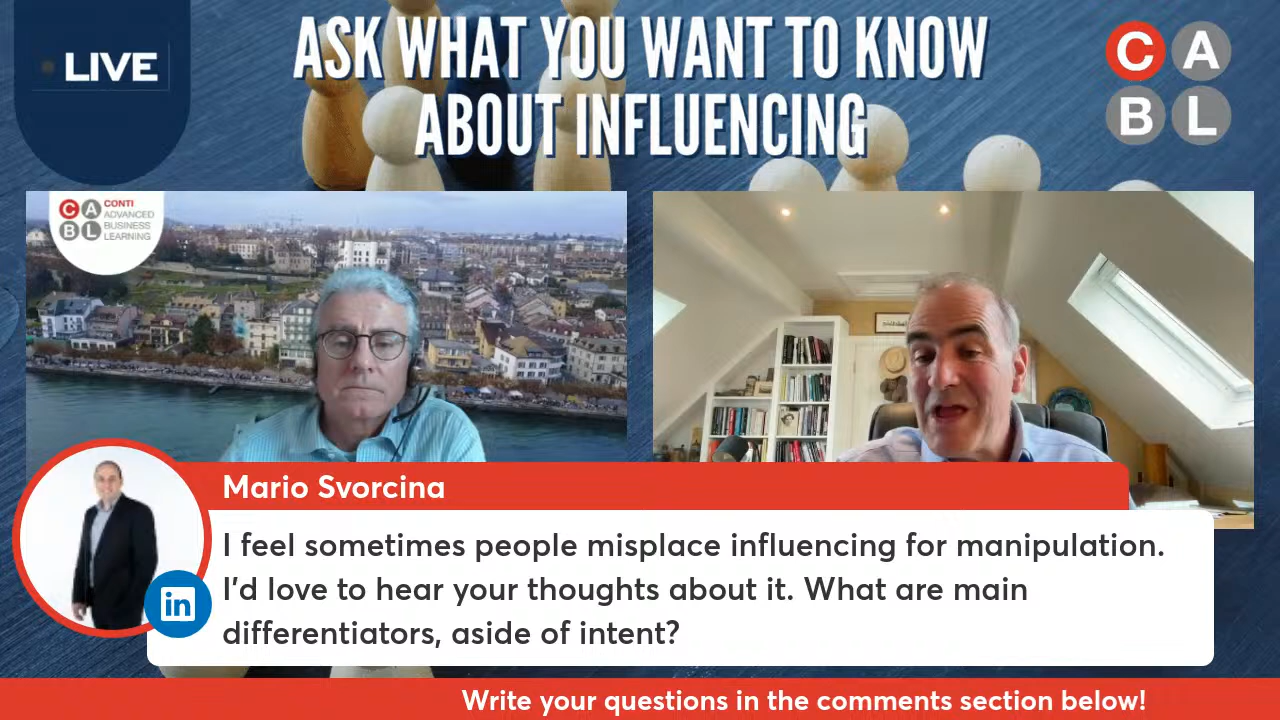 LIVE
ASK WHAT YOU WANT TO KNOW
ABOUT INFLUENCING
C A
B L
C A
B L
CONTI
ADVANCED
BUSINESS
LEARNING
Mario Svorcina
I feel sometimes people misplace influencing for manipulation.
I'd love to hear your thoughts about it. What are main
differentiators, aside of intent?
in
Write your questions in the comments section below!